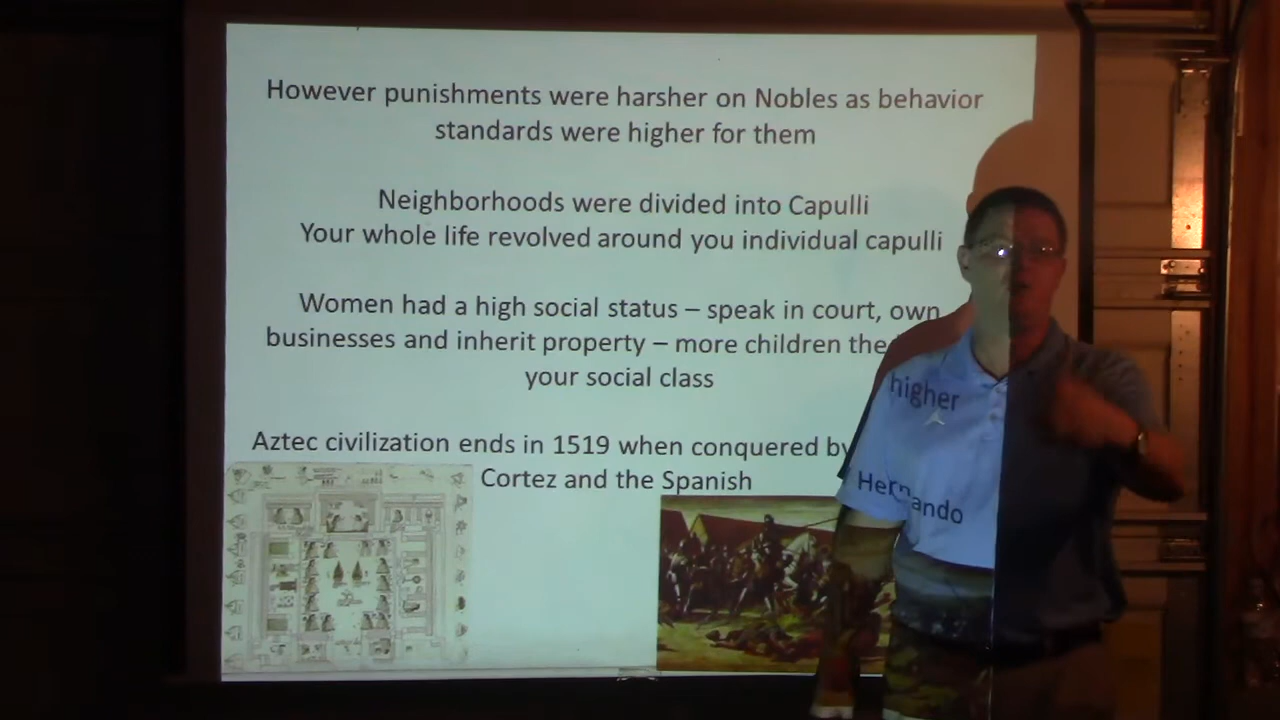 However punishments were harsher on Nobles as behavior
standards were higher for them
Neighborhoods were divided into Capulli
Your whole life revolved around you individual capulli
Women had a high social status – speak in court, own
businesses and inherit property – more children the higher
your social class
Aztec civilization ends in 1519 when conquered by Hernando
Cortez and the Spanish